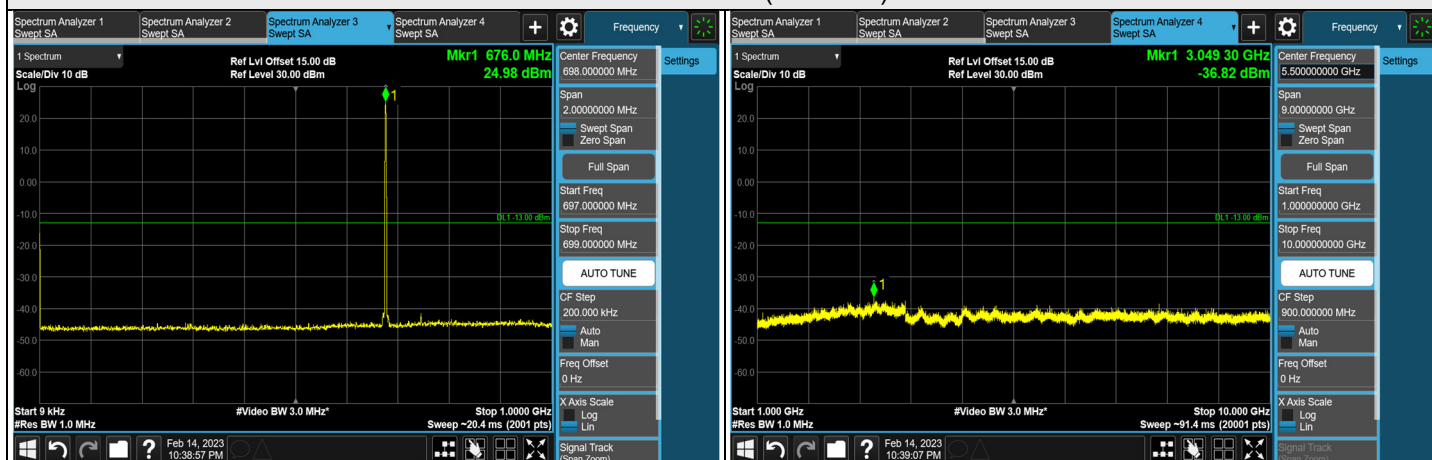 Spectrum Analyzer 1
Swept SA
Spectrum Analyzer 2
Swept SA
Spectrum Analyzer 3
Swept SA
Spectrum Analyzer 4
Swept SA
+
Frequency
1 Spectrum
Scale/Div 10 dB
Log
Ref Lvl Offset 15.00 dB
Ref Level 30.00 dBm
Mkr1 676.0 MHz
24.98 dBm
1
20.0
10.0
0.00
-10.0
-20.0
-30.0
-40.0
-50.0
-60.0
DL1 -13.00 dBm
Start 9 kHz
#Res BW 1.0 MHz
#Video BW 3.0 MHz*
Stop 1.0000 GHz
Sweep ~20.4 ms (2001 pts)
Center Frequency
698.000000 MHz
Settings
Span
2.00000000 MHz
Swept Span
Zero Span
Full Span
Start Freq
697.000000 MHz
Stop Freq
699.000000 MHz
AUTO TUNE
CF Step
200.000 kHz
Auto
Man
Freq Offset
0 Hz
X Axis Scale
Log
Lin
Signal Track
(Span Zoom)
?
Feb 14, 2023
10:38:57 PM
Spectrum Analyzer 1
Swept SA
Spectrum Analyzer 2
Swept SA
Spectrum Analyzer 3
Swept SA
Spectrum Analyzer 4
Swept SA
+
Frequency
1 Spectrum
Scale/Div 10 dB
Log
Ref Lvl Offset 15.00 dB
Ref Level 30.00 dBm
Mkr1 3.049 30 GHz
-36.82 dBm
1
20.0
10.0
0.00
-10.0
-20.0
-30.0
-40.0
-50.0
-60.0
DL1 -13.00 dBm
Start 1.000 GHz
#Res BW 1.0 MHz
#Video BW 3.0 MHz*
Stop 10.000 GHz
Sweep ~91.4 ms (20001 pts)
Center Frequency
5.500000000 GHz
Settings
Span
9.00000000 GHz
Swept Span
Zero Span
Full Span
Start Freq
1.000000000 GHz
Stop Freq
10.000000000 GHz
AUTO TUNE
CF Step
900.000000 MHz
Auto
Man
Freq Offset
0 Hz
X Axis Scale
Log
Lin
Signal Track
(Span Zoom)
?
Feb 14, 2023
10:39:07 PM